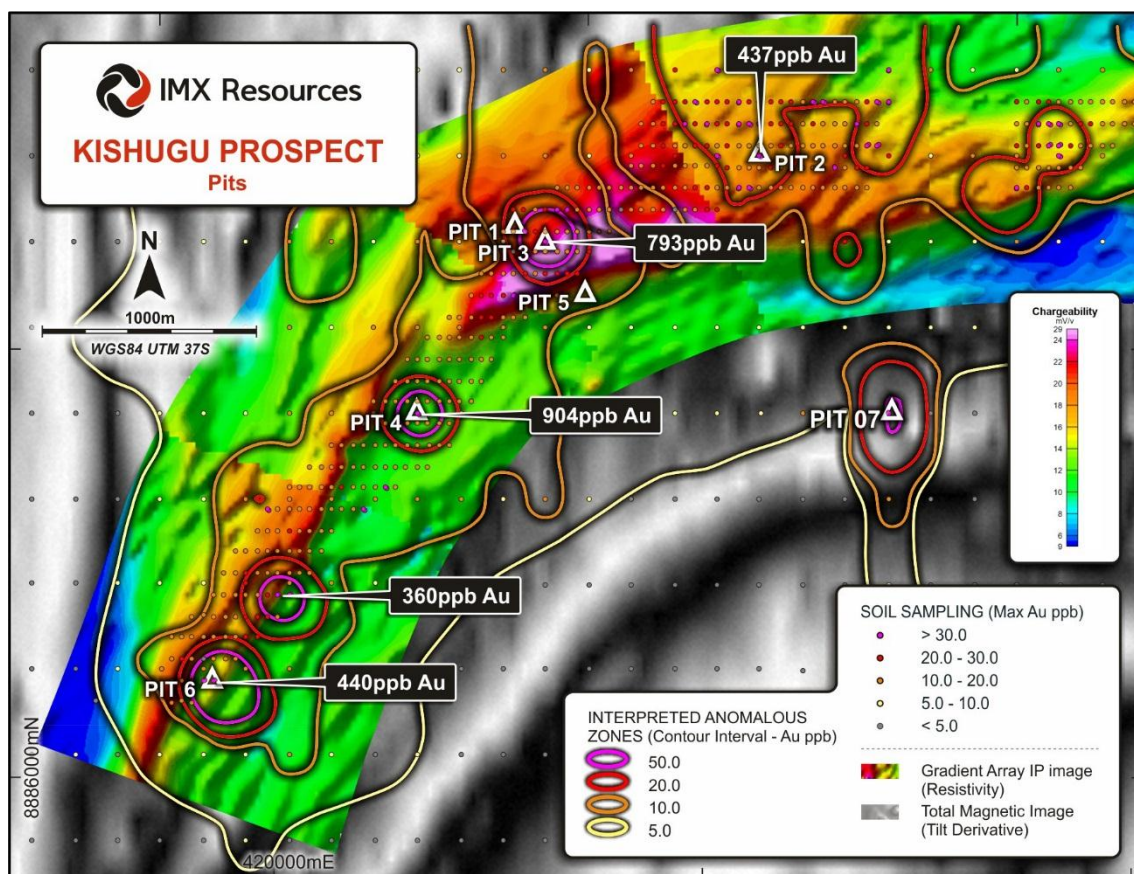 IMX Resources
KISHUGU PROSPECT
Pits
N
1000m
WGS84 UTM 37S
437ppb Au
PIT 2
PIT 1
PIT 3
793ppb Au
PIT 5
PIT 4
904ppb Au
PIT 07
360ppb Au
PIT 6
440ppb Au
8886000mN
420000mE
Chargeability
mV/v
29
24
22
20
18
16
14
12
11
10
9
SOIL SAMPLING (Max Au ppb)
> 30.0
20.0 - 30.0
10.0 - 20.0
5.0 - 10.0
< 5.0
Gradient Array IP image
(Resistivity)
Total Magnetic Image
(Tilt Derivative)
INTERPRETED ANOMALOUS
ZONES (Contour Interval - Au ppb)
50.0
20.0
10.0
5.0